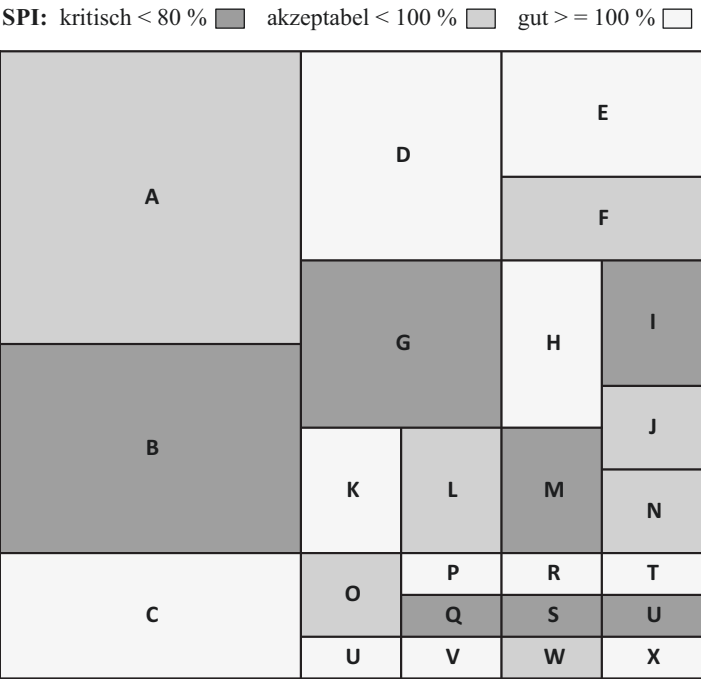 SPI: kritisch < 80 % akzeptabel < 100 % gut > = 100 %
E
D
A
F
I
G
H
J
B
K
L
M
N
P
R
T
O
C
Q
S
U
U
V
W
X